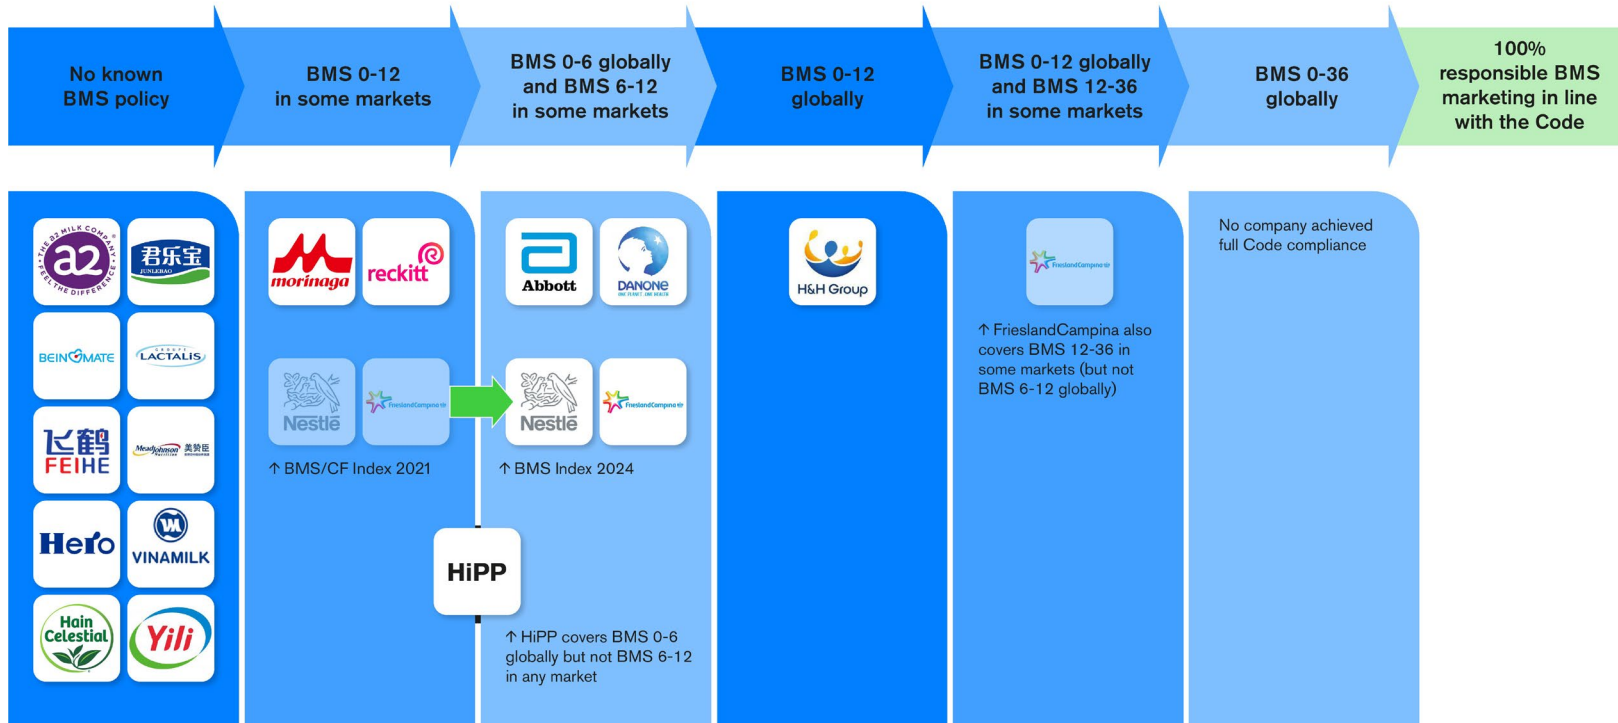 No known
BMS policy
BMS 0-12
in some markets
BMS 0-6 globally
and BMS 6-12
in some markets
BMS 0-12
globally
BMS 0-12 globally
and BMS 12-36
in some markets
BMS 0-36
globally
100%
responsible BMS
marketing in line
with the Code
THE a2 MILK COMPANY
a2
®
FEEL THE DIFFERENCE
君乐宝
JUNLEBAO
BEINGMATE
GROUPE
LACTALIS
飞鹤
FEIHE
MeadJohnson
Nutrition
美赞臣
Hero
VINAMILK
Hain
Celestial
Yili
morinaga
reckitt
Nestlé
FrieslandCampina
↑ BMS/CF Index 2021
HiPP
Abbott
DANONE
ONE PLANET. ONE HEALTH
Nestlé
FrieslandCampina
↑ BMS Index 2024
↑ HiPP covers BMS 0-6
globally but not BMS 6-12
in any market
H&H Group
FrieslandCampina
↑ FrieslandCampina also
covers BMS 12-36 in
some markets (but not
BMS 6-12 globally)
No company achieved
full Code compliance